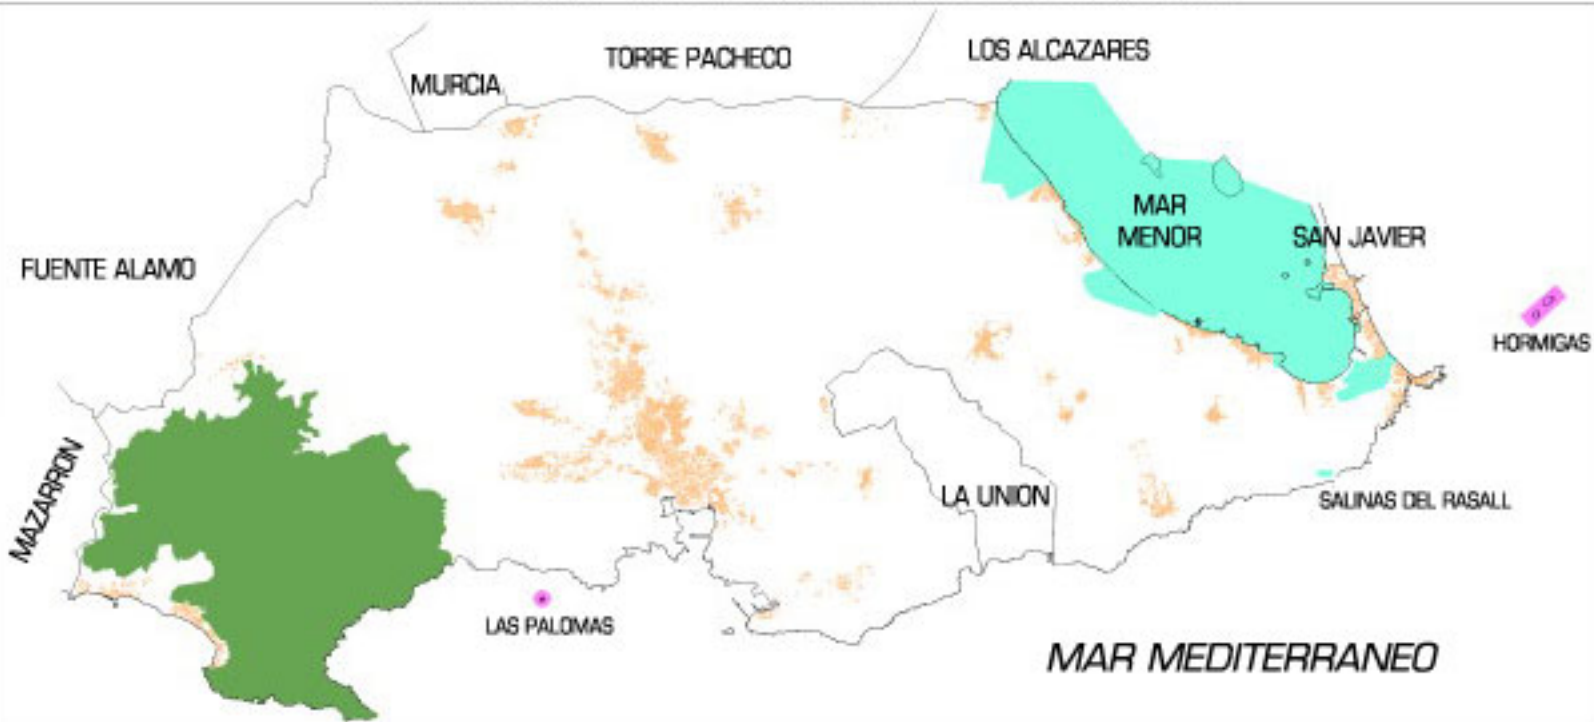 LOS ALCAZARES
TORRE PACHECO
MURCIA
MAR
MENOR
SAN JAVIER
FUENTE ALAMO
HORMIGAS
MAZARRON
LA UNION
SALINAS DEL RASALL
LAS PALOMAS
MAR MEDITERRANEO